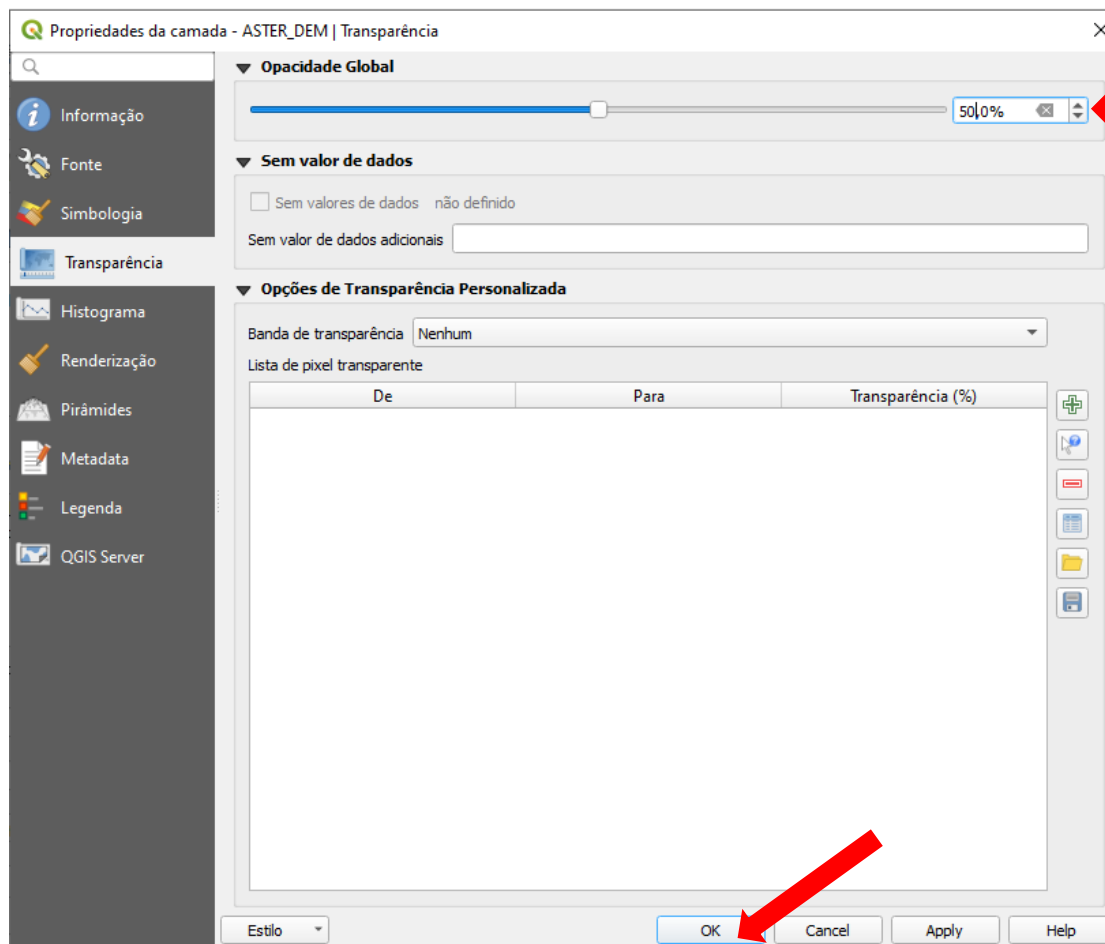 Propriedades da camada - ASTER_DEM | Transparência
Informação
Fonte
Simbologia
Transparência
Histograma
Renderização
Pirâmides
Metadata
Legenda
QGIS Server
Opacidade Global
50,0%
Sem valor de dados
Sem valores de dados não definido
Sem valor de dados adicionais
Opções de Transparência Personalizada
Banda de transparência Nenhum
Lista de pixel transparente
De Para Transparência (%)
Estilo OK Cancel Apply Help